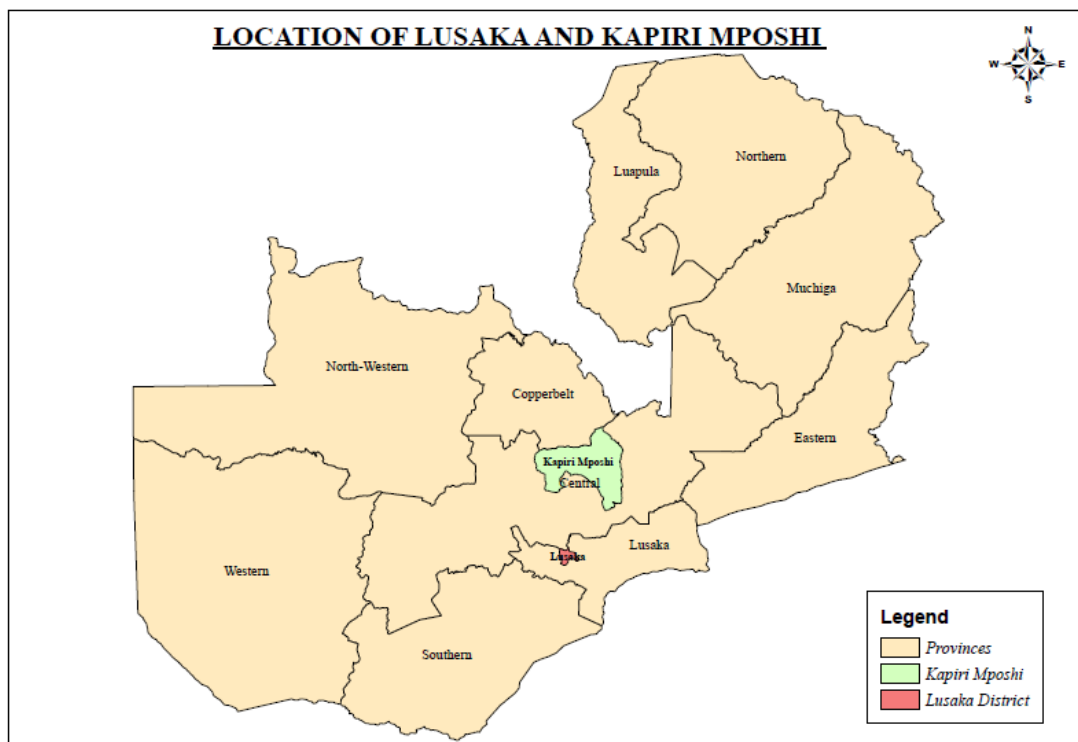 LOCATION OF LUSAKA AND KAPIRI MPOSHI
N
W E
S
Luapula
Northern
Muchiga
North-Western
Copperbelt
Eastern
Kapiri Mposhi
Central
Lusaka
Lusaka
Western
Southern
Legend
Provinces
Kapiri Mposhi
Lusaka District